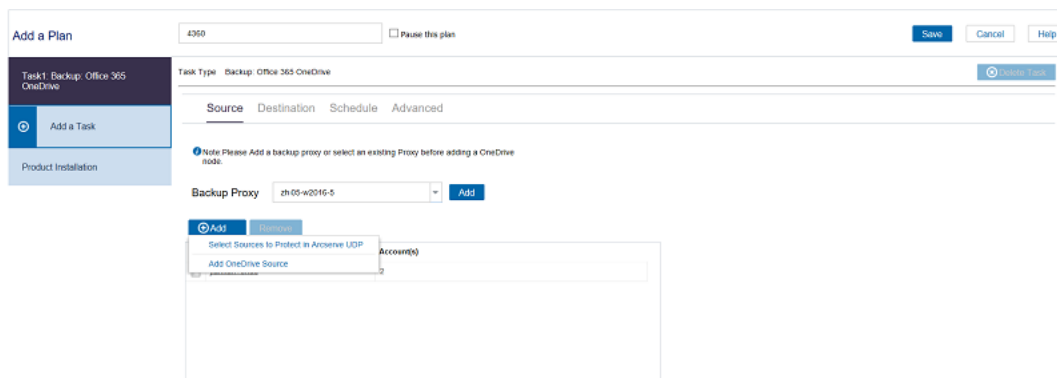 Add a Plan
4360
Pause this plan
Save
Cancel
Help
Task1: Backup: Office 365
OneDrive
Task Type Backup: Office 365 OneDrive
Delete Task
Add a Task
Product Installation
Source Destination Schedule Advanced
Note Please Add a backup proxy or select an existing Proxy before adding a OneDrive
node.
Backup Proxy
zh-05-w2016-5
Add
Add
Remove
Select Sources to Protect in Arcserve UDP
Add OneDrive Source
Account(s)
2